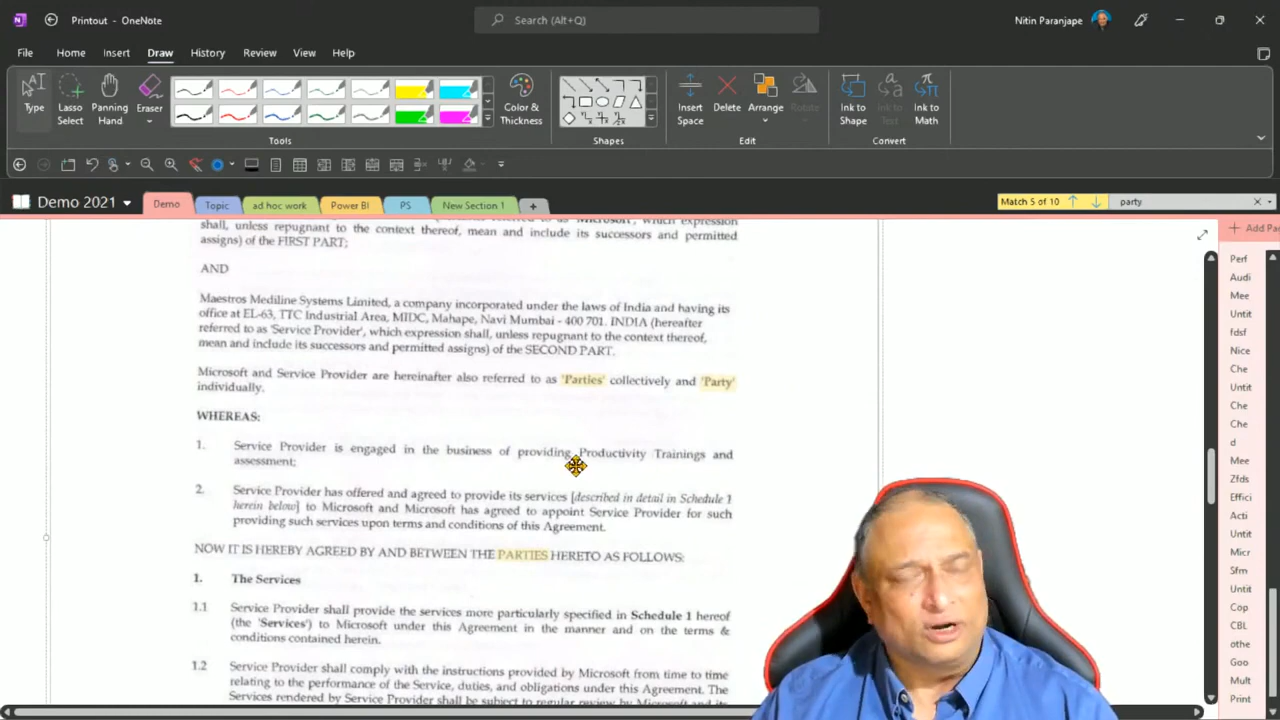 Printout - OneNote
Search (Alt+Q)
Nitin Paranjape
File Home Insert Draw History Review View Help
Type
Lasso Select
Panning Hand
Eraser
Color & Thickness
Insert Space
Delete
Arrange
Rotate
Ink to Shape
Ink to Text
Ink to Math
Tools
Shapes
Edit
Convert
Demo 2021
Demo
Topic
ad hoc work
Power BI
PS
New Section 1
Match 5 of 10
party
shall, unless repugnant to the context thereof, mean and include its successors and permitted
assigns) of the FIRST PART;
AND
Maestros Mediline Systems Limited, a company incorporated under the laws of India and having its
office at EL-63, TTC Industrial Area, MIDC, Mahape, Navi Mumbai - 400 701. INDIA (hereafter
referred to as 'Service Provider', which expression shall, unless repugnant to the context thereof,
mean and include its successors and permitted assigns) of the SECOND PART.
Microsoft and Service Provider are hereinafter also referred to as 'Parties' collectively and 'Party'
individually.
WHEREAS:
1. Service Provider is engaged in the business of providing Productivity Trainings and
assessment;
2. Service Provider has offered and agreed to provide its services [described in detail in Schedule 1
herein below] to Microsoft and Microsoft has agreed to appoint Service Provider for such
providing such services upon terms and conditions of this Agreement.
NOW IT IS HEREBY AGREED BY AND BETWEEN THE PARTIES HERETO AS FOLLOWS:
1. The Services
1.1 Service Provider shall provide the services more particularly specified in Schedule 1 hereof
(the 'Services') to Microsoft under this Agreement in the manner and on the terms &
conditions contained herein.
1.2 Service Provider shall comply with the instructions provided by Microsoft from time to time
relating to the performance of the Service, duties, and obligations under this Agreement. The
Services rendered by Service Provider shall be subject to regular review by Microsoft and its
Add Pa
Perf
Audi
Mee
Untit
fdsf
Nice
Che
Untit
Che
Che
d
Mee
Zfds
Effici
Acti
Untit
Micr
Sfm
Untit
Cop
CBL
othe
Goo
Mult
Print